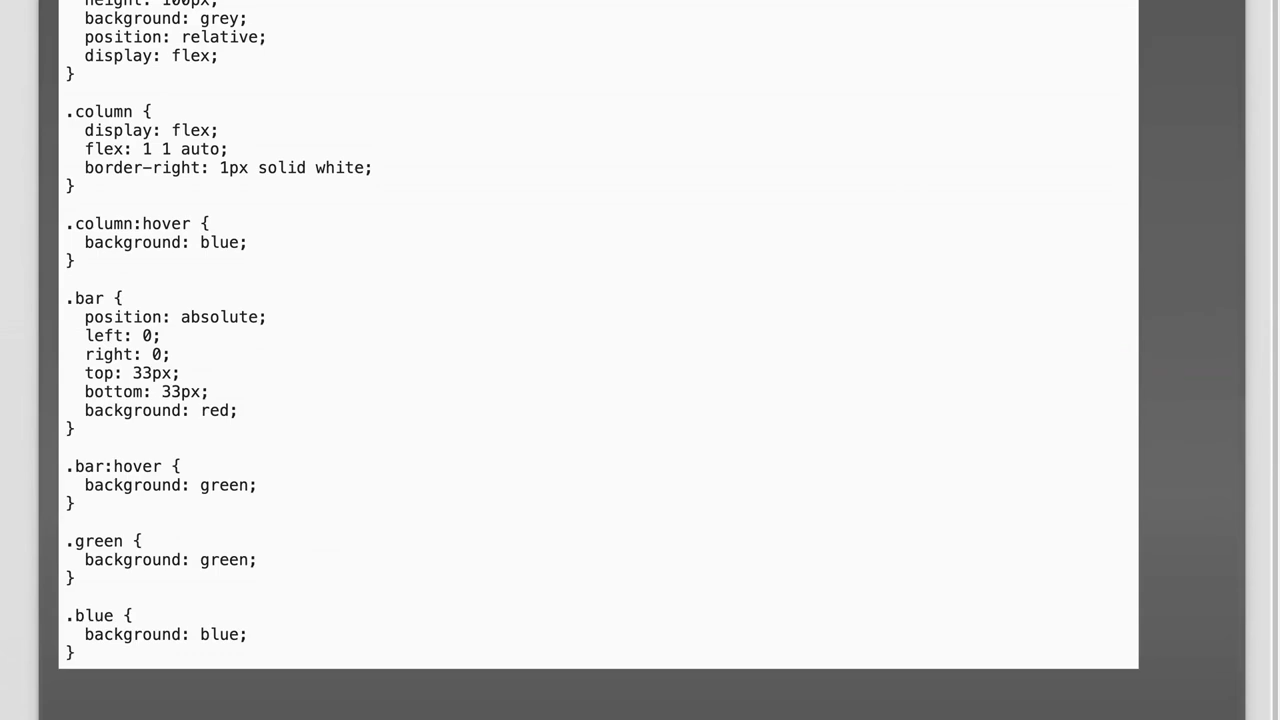 height: 100px;
background: grey;
position: relative;
display: flex;
}
.column {
display: flex;
flex: 1 1 auto;
border-right: 1px solid white;
}
.column:hover {
background: blue;
}
.bar {
position: absolute;
left: 0;
right: 0;
top: 33px;
bottom: 33px;
background: red;
}
.bar:hover {
background: green;
}
.green {
background: green;
}
.blue {
background: blue;
}